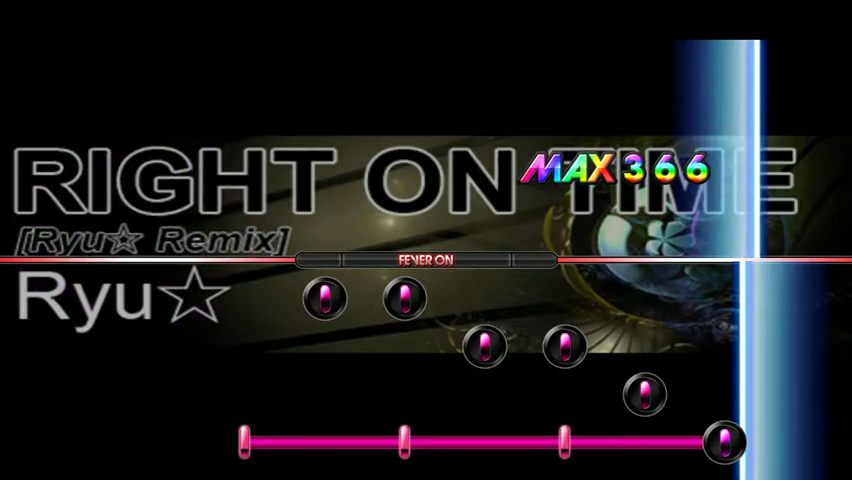 RIGHT ON TIME
MAX 366
[Ryu☆ Remix]
FEVER ON
Ryu☆